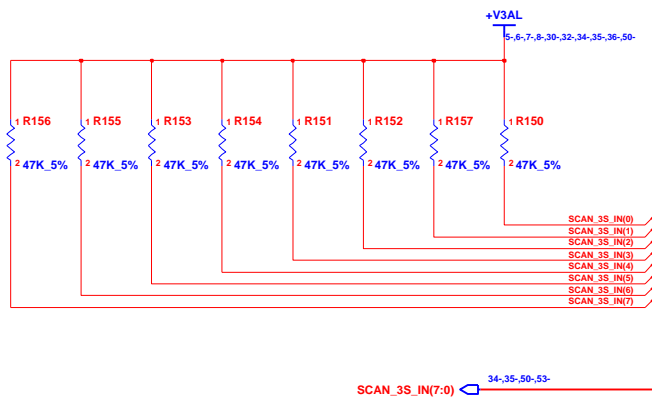 +V3AL
5-,6-,7-,8-,30-,32-,34-,35-,36-,50-
1 R156 1 R155 1 R153 1 R154 1 R151 1 R152 1 R157 1 R150
2 47K_5% 2 47K_5% 2 47K_5% 2 47K_5% 2 47K_5% 2 47K_5% 2 47K_5% 2 47K_5%
SCAN_3S_IN(0)
SCAN_3S_IN(1)
SCAN_3S_IN(2)
SCAN_3S_IN(3)
SCAN_3S_IN(4)
SCAN_3S_IN(5)
SCAN_3S_IN(6)
SCAN_3S_IN(7)
34-,35-,50-,53-
SCAN_3S_IN(7:0)